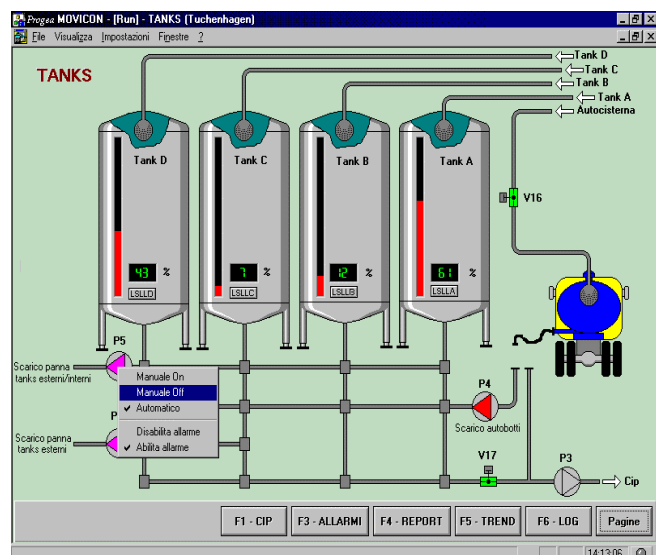 Progea MOVICON - [Run] - TANKS (Tuchenhagen)
File Visualizza Impostazioni Finestre ?
TANKS
Tank D
Tank C
Tank B
Tank A
Autocisterna
Tank D
Tank C
Tank B
Tank A
V16
43 %
7 %
12 %
61 %
LSLLD
LSLLC
LSLLB
LSLLA
P5
Scarico panna
tanks esterni/interni
Manuale On
Manuale Off
Automatico
Disabilita allarme
Abilita allarme
P4
Scarico autobotti
P
Scarico panna
tanks esterni
V17
P3
Cip
F1 - CIP
F3 - ALLARMI
F4 - REPORT
F5 - TREND
F6 - LOG
Pagine
14:13:06